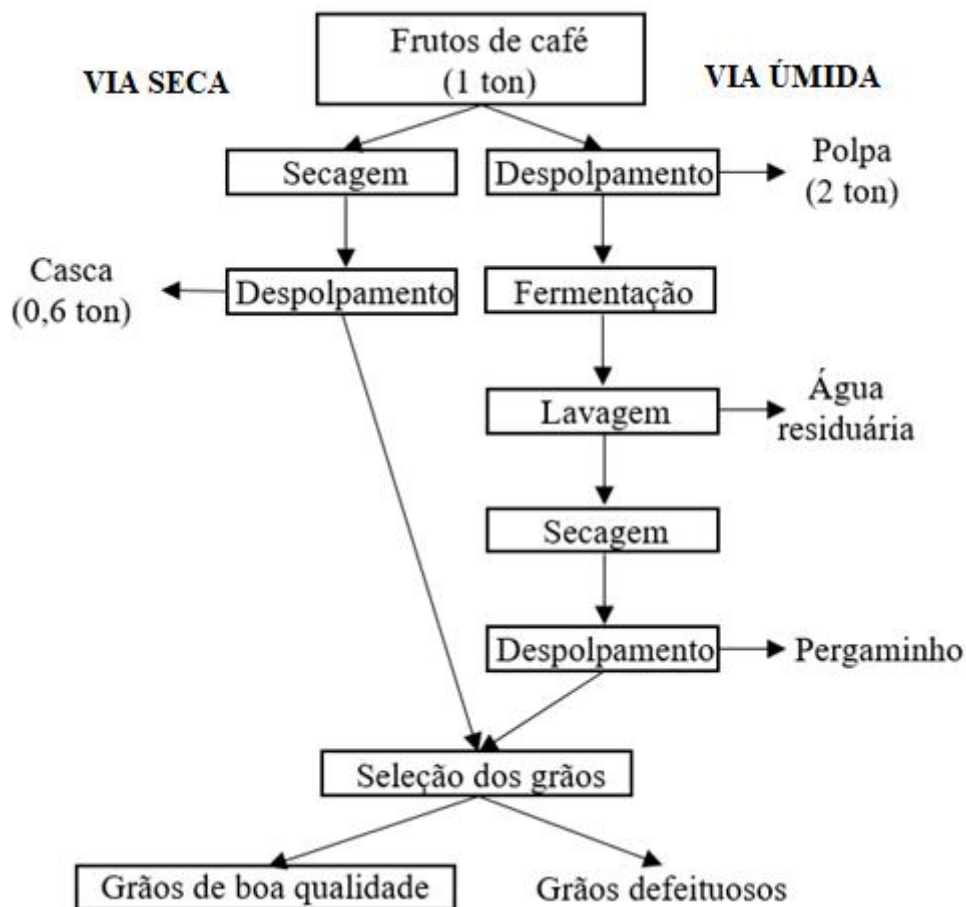 Frutos de café
(1 ton)
VIA SECA
VIA ÚMIDA
Secagem
Despolpamento
Polpa
(2 ton)
Casca
(0,6 ton)
Despolpamento
Fermentação
Lavagem
Água
residuária
Secagem
Despolpamento
Pergaminho
Seleção dos grãos
Grãos de boa qualidade
Grãos defeituosos